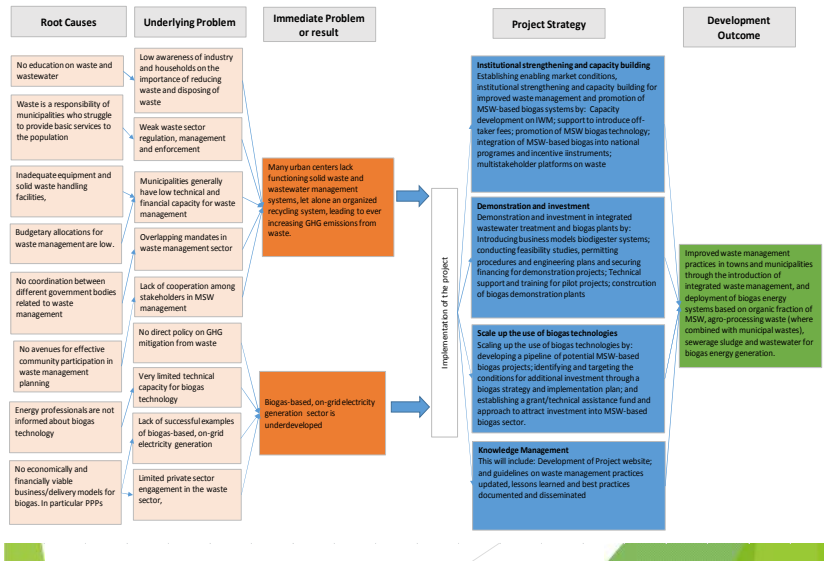 Root Causes
Underlying Problem
Immediate Problem
or result
Project Strategy
Development
Outcome
No education on waste and
wastewater
Waste is a responsibility of
municipalities who struggle
to provide basic services to
the population
Inadequate equipment and
solid waste handling
facilities,
Budgetary allocations for
waste management are low.
No coordination between
different government bodies
related to waste
management
No avenues for effective
community participation in
waste management
planning
Energy professionals are not
informed about biogas
technology
No economically and
financially viable
business/delivery models for
biogas. In particular PPPs
Low awareness of industry
and households on the
importance of reducing
waste and disposing of
waste
Weak waste sector
regulation, management
and enforcement
Municipalities generally
have low technical and
financial capacity for waste
management
Overlapping mandates in
waste management sector
Lack of cooperation among
stakeholders in MSW
management
No direct policy on GHG
mitigation from waste
Very limited technical
capacity for biogas
technology
Lack of successful examples
of biogas-based, on-grid
electricity generation
Limited private sector
engagement in the waste
sector,
Many urban centers lack
functioning solid waste and
wastewater management
systems, let alone an organized
recycling system, leading to ever
increasing GHG emissions from
waste.
Biogas-based, on-grid electricity
generation sector is
underdeveloped
Implementation of the project
Institutional strengthening and capacity building
Establishing enabling market conditions,
institutional strengthening and capacity building for
improved waste management and promotion of
MSW-based biogas systems by: Capacity
development on IWM; support to introduce off-
taker fees; promotion of MSW biogas technology;
integration of MSW-based biogas into national
programes and incentive iinstruments;
multistakeholder platforms on waste
Demonstration and investment
Demonstration and investment in integrated
wastewater treatment and biogas plants by:
Introducing business models biodigester systems;
conducting feasibility studies, permitting
procedures and engineering plans and securing
financing for demonstration projects; Technical
support and training for pilot projects; constrcution
of biogas demonstration plants
Scale up the use of biogas technologies
Scaling up the use of biogas technologies by:
developing a pipeline of potential MSW-based
biogas projects; identifying and targeting the
conditions for additional investment through a
biogas strategy and implementation plan; and
establishing a grant/technical assistance fund and
approach to attract investment into MSW-based
biogas sector.
Knowledge Management
This will include: Development of Project website;
and guidelines on waste management practices
updated, lessons learned and best practices
documented and disseminated
Improved waste management
practices in towns and municipalities
through the introduction of
integrated waste management, and
deployment of biogas energy
systems based on organic fraction of
MSW, agro-processing waste (where
combined with municipal wastes),
sewerage sludge and wastewater for
biogas energy generation.